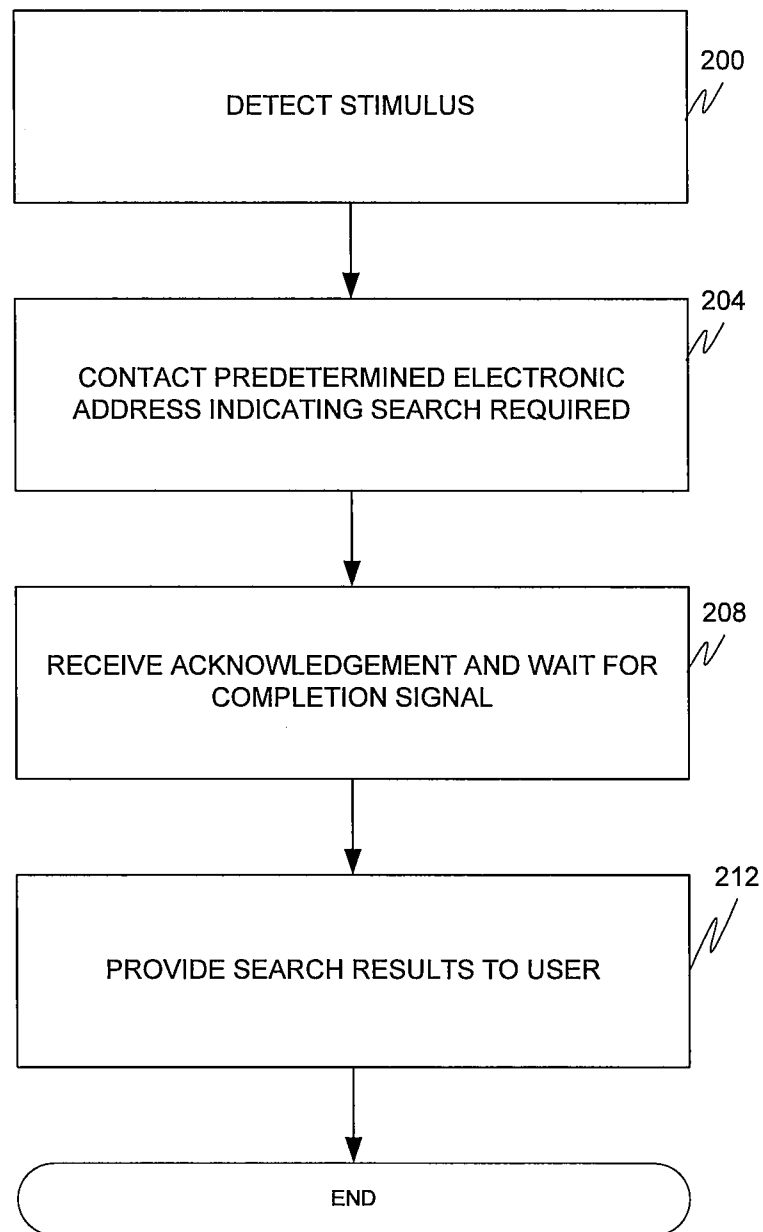 200
DETECT STIMULUS
204
CONTACT PREDETERMINED ELECTRONIC
ADDRESS INDICATING SEARCH REQUIRED
208
RECEIVE ACKNOWLEDGEMENT AND WAIT FOR
COMPLETION SIGNAL
212
PROVIDE SEARCH RESULTS TO USER
END